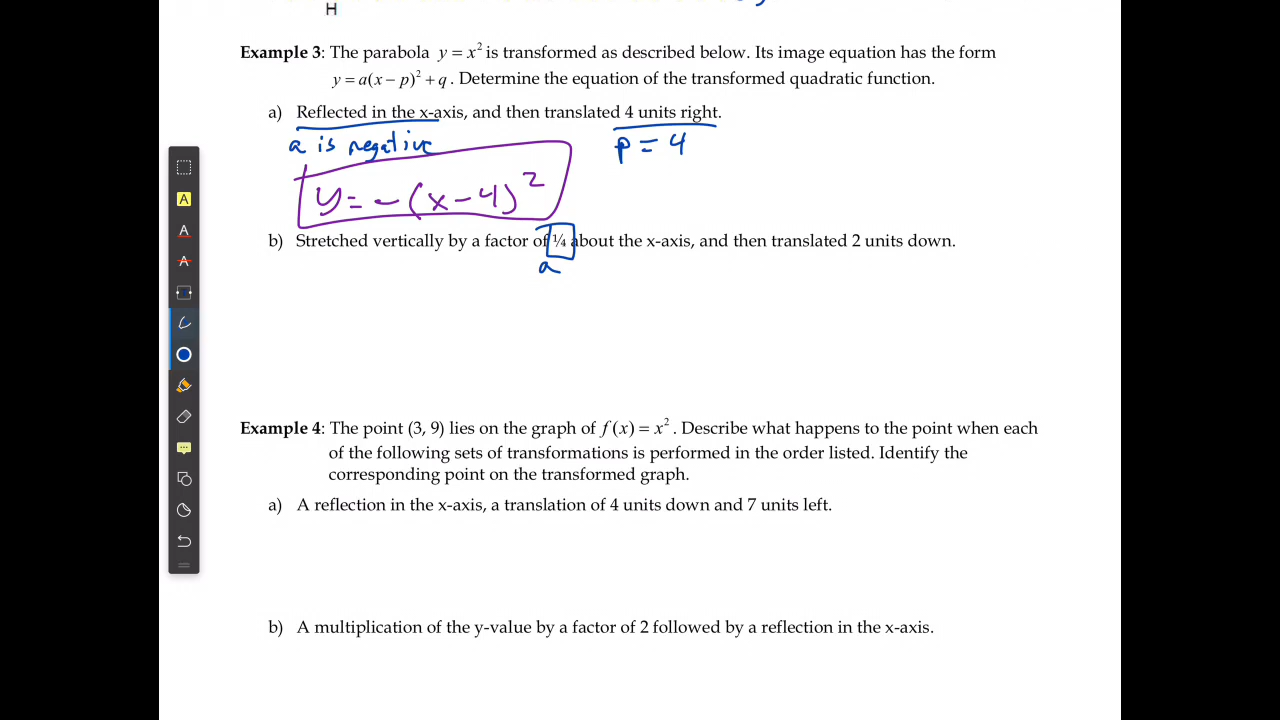 H
Example 3: The parabola y = x² is transformed as described below. Its image equation has the form
y = a(x − p)² + q. Determine the equation of the transformed quadratic function.
a) Reflected in the x-axis, and then translated 4 units right.
a is negative p = 4
y = -(x-4)²
b) Stretched vertically by a factor of ¼ about the x-axis, and then translated 2 units down.
a
Example 4: The point (3, 9) lies on the graph of f(x) = x². Describe what happens to the point when each
of the following sets of transformations is performed in the order listed. Identify the
corresponding point on the transformed graph.
a) A reflection in the x-axis, a translation of 4 units down and 7 units left.
b) A multiplication of the y-value by a factor of 2 followed by a reflection in the x-axis.
A
A
A